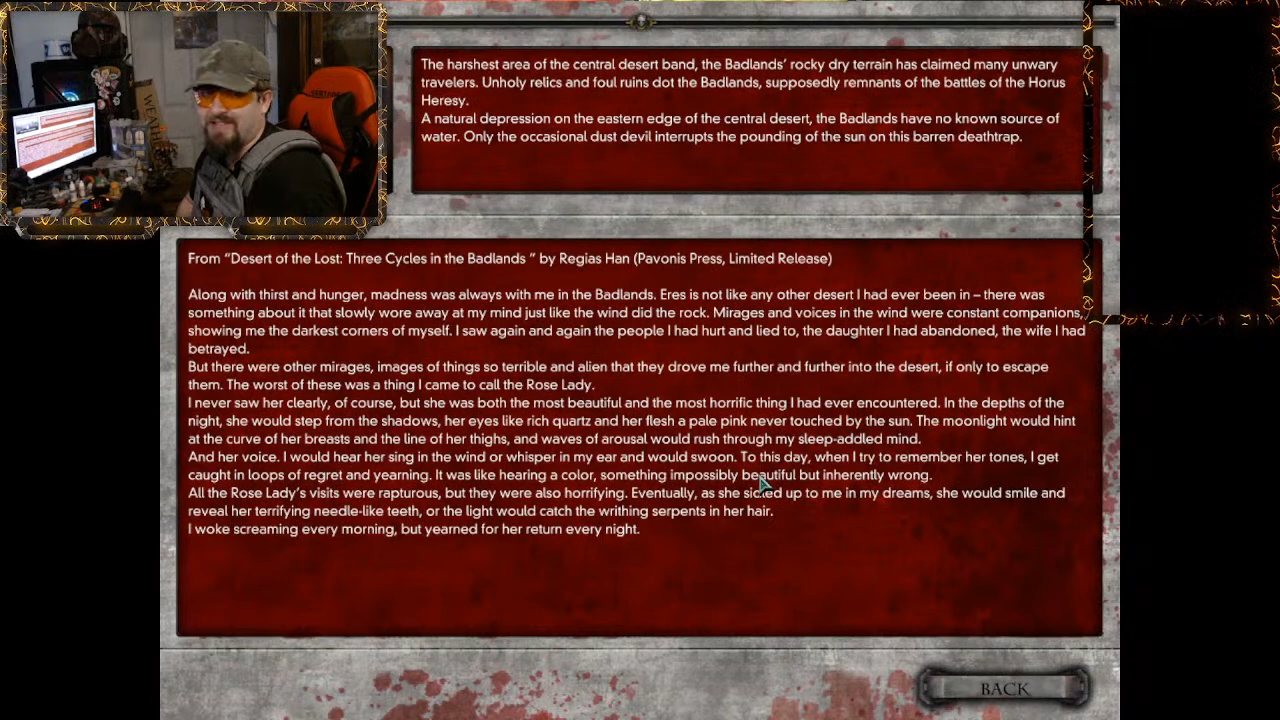 The harshest area of the central desert band, the Badlands' rocky dry terrain has claimed many unwary
travelers. Unholy relics and foul ruins dot the Badlands, supposedly remnants of the battles of the Horus
Heresy.
A natural depression on the eastern edge of the central desert, the Badlands have no known source of
water. Only the occasional dust devil interrupts the pounding of the sun on this barren deathtrap.
From “Desert of the Lost: Three Cycles in the Badlands ” by Regias Han (Pavonis Press, Limited Release)
Along with thirst and hunger, madness was always with me in the Badlands. Eres is not like any other desert I had ever been in – there was
something about it that slowly wore away at my mind just like the wind did the rock. Mirages and voices in the wind were constant companions,
showing me the darkest corners of myself. I saw again and again the people I had hurt and lied to, the daughter I had abandoned, the wife I had
betrayed.
But there were other mirages, images of things so terrible and alien that they drove me further and further into the desert, if only to escape
them. The worst of these was a thing I came to call the Rose Lady.
I never saw her clearly, of course, but she was both the most beautiful and the most horrific thing I had ever encountered. In the depths of the
night, she would step from the shadows, her eyes like rich quartz and her flesh a pale pink never touched by the sun. The moonlight would hint
at the curve of her breasts and the line of her thighs, and waves of arousal would rush through my sleep-addled mind.
And her voice. I would hear her sing in the wind or whisper in my ear and would swoon. To this day, when I try to remember her tones, I get
caught in loops of regret and yearning. It was like hearing a color, something impossibly beautiful but inherently wrong.
All the Rose Lady's visits were rapturous, but they were also horrifying. Eventually, as she sidled up to me in my dreams, she would smile and
reveal her terrifying needle-like teeth, or the light would catch the writhing serpents in her hair.
I woke screaming every morning, but yearned for her return every night.
BACK